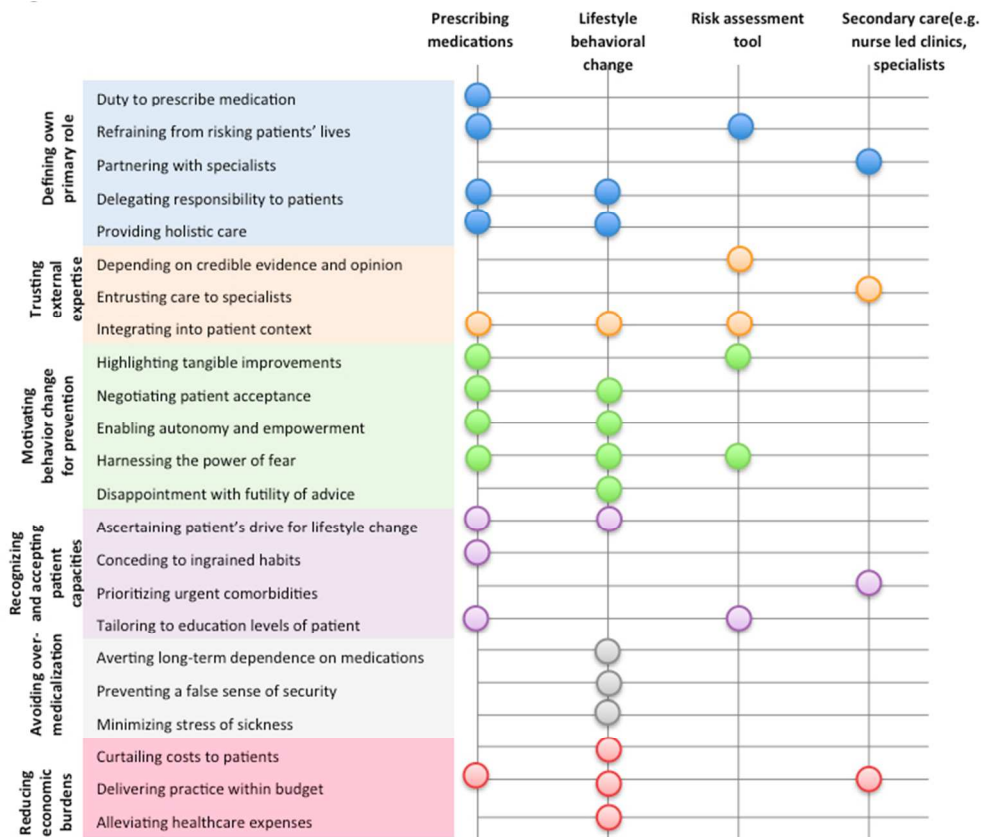 Prescribing
medications
Lifestyle
behavioral
change
Risk assessment
tool
Secondary care(e.g.
nurse led clinics,
specialists
Defining own
primary role
Duty to prescribe medication
Refraining from risking patients' lives
Partnering with specialists
Delegating responsibility to patients
Providing holistic care
Trusting
external
expertise
Depending on credible evidence and opinion
Entrusting care to specialists
Integrating into patient context
Motivating
behavior change
for prevention
Highlighting tangible improvements
Negotiating patient acceptance
Enabling autonomy and empowerment
Harnessing the power of fear
Disappointment with futility of advice
Recognizing
and accepting
patient
capacities
Ascertaining patient's drive for lifestyle change
Conceding to ingrained habits
Prioritizing urgent comorbidities
Tailoring to education levels of patient
Avoiding over-
medicalization
Averting long-term dependence on medications
Preventing a false sense of security
Minimizing stress of sickness
Reducing
economic
burdens
Curtailing costs to patients
Delivering practice within budget
Alleviating healthcare expenses